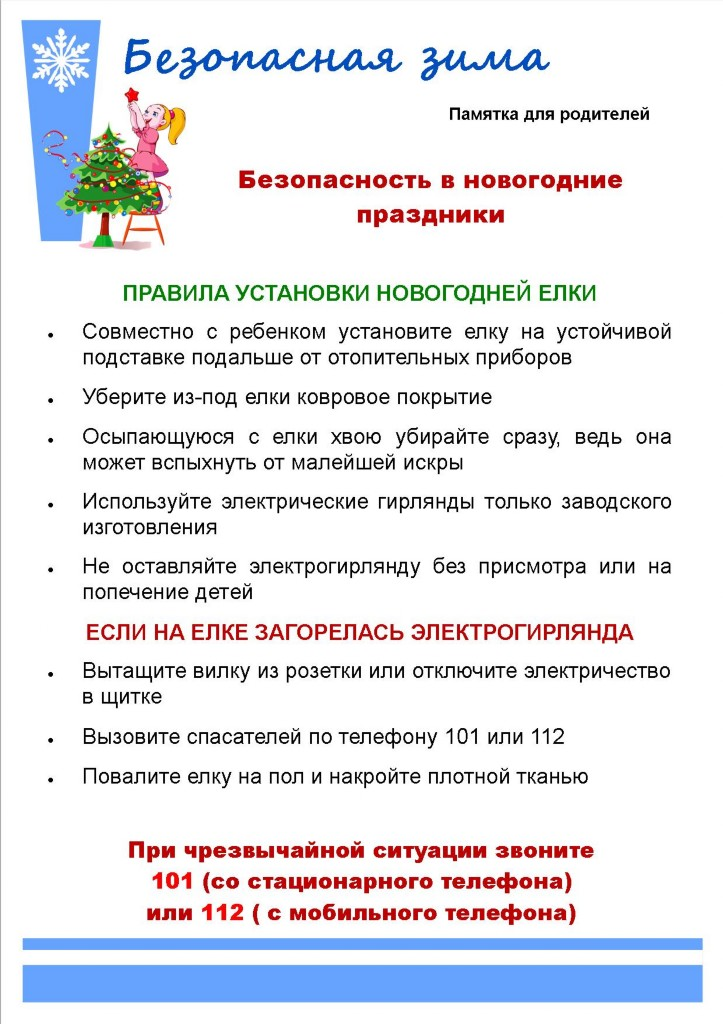 Безопасная зима
Памятка для родителей
Безопасность в новогодние
праздники
ПРАВИЛА УСТАНОВКИ НОВОГОДНЕЙ ЕЛКИ
• Совместно с ребенком установите елку на устойчивой
подставке подальше от отопительных приборов
• Уберите из-под елки ковровое покрытие
• Осыпающуюся с елки хвою убирайте сразу, ведь она
может вспыхнуть от малейшей искры
• Используйте электрические гирлянды только заводского
изготовления
• Не оставляйте электрогирлянду без присмотра или на
попечение детей
ЕСЛИ НА ЕЛКЕ ЗАГОРЕЛАСЬ ЭЛЕКТРОГИРЛЯНДА
• Вытащите вилку из розетки или отключите электричество
в щитке
• Вызовите спасателей по телефону 101 или 112
• Повалите елку на пол и накройте плотной тканью
При чрезвычайной ситуации звоните
101 (со стационарного телефона)
или 112 ( с мобильного телефона)